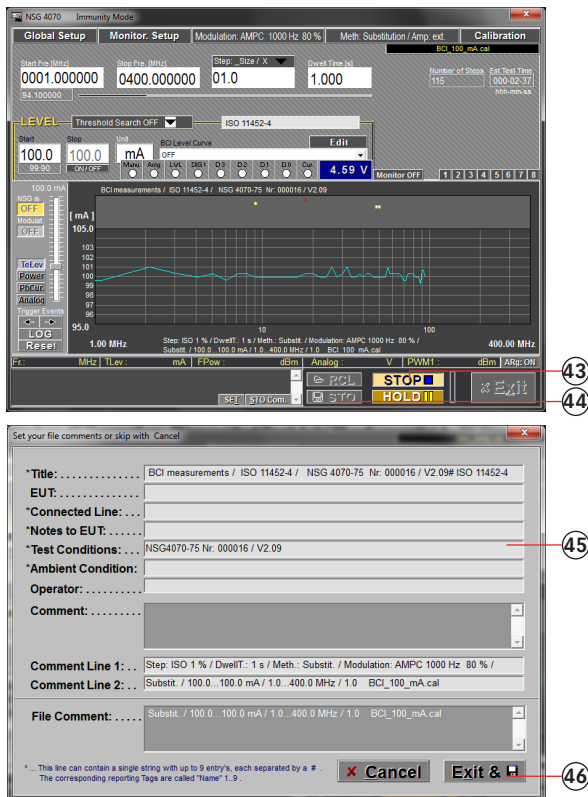 NSG 4070 Immunity Mode
Global Setup Monitor. Setup Modulation: AMPC 1000 Hz 80 % Meth: Substitution / Amp: ext. Calibration
BCI_100_mA.cal
Start Fre [MHz] Stop Fre. [MHz] Step: _Size / X Dwell Time [s]
0001.000000 0400.000000 01.0 1.000
Number of Steps Est Test Time
115 000-02-37
hhh-mm-ss
94.100000
LEVEL Threshold Search OFF ISO 11452-4
Start Stop Unit BCI Level Curve Edit
100.0 100.0 mA OFF
99.90 ON / OFF
Manu. Antg. LvL DIG1 D 3 D 2 D 1 D 0 Cur.
4.59 V Monitor OFF 1 2 3 4 5 6 7 8
100.0 mA
NSG is
OFF
Modulat
OFF
TeLev
Power
PbCur.
Analog
Trigger Events
LOG
Reset
BCI measurements / ISO 11452-4 / NSG 4070-75 Nr: 000016 / V2.09
[ mA ]
105.0
103
102
101
100
99
98
97
96
95.0
10 100
1.00 MHz 400.00 MHz
Step: ISO 1 % / DwellT.: 1 s / Meth.: Substit. / Modulation: AMPC 1000 Hz 80 % /
Substit. / 100.0...100.0 mA / 1.0...400.0 MHz / 1.0 BCI_100_mA.cal
Fr.: MHz TLev : mA FPow : dBm Analog : V PWM1 : dBm ARg: ON
RCL STOP
STO HOLD
Exit
SET STO Com.
43
44
Set your file comments or skip with Cancel
*Title: . . . . . . . . . . . . . . BCI measurements / ISO 11452-4 / NSG 4070-75 Nr: 000016 / V2.09# ISO 11452-4
EUT: . . . . . . . . . . . . . .
*Connected Line: . . .
*Notes to EUT: . . . . . .
*Test Conditions: . . . NSG4070-75 Nr: 000016 / V2.09
45
*Ambient Condition:
Operator: . . . . . . . . . .
Comment: . . . . . . . . .
Comment Line 1: . . Step: ISO 1 % / DwellT.: 1 s / Meth.: Substit. / Modulation: AMPC 1000 Hz 80 % /
Comment Line 2: . . Substit. / 100.0...100.0 mA / 1.0...400.0 MHz / 1.0 BCI_100_mA.cal
File Comment: . . . . . Substit. / 100.0...100.0 mA / 1.0...400.0 MHz / 1.0 BCI_100_mA.cal
* ... This line can contain a single string with up to 9 entry's, each separated by a # .
The corresponding reporting Tags are called "Name" 1..9 .
Cancel Exit &
46